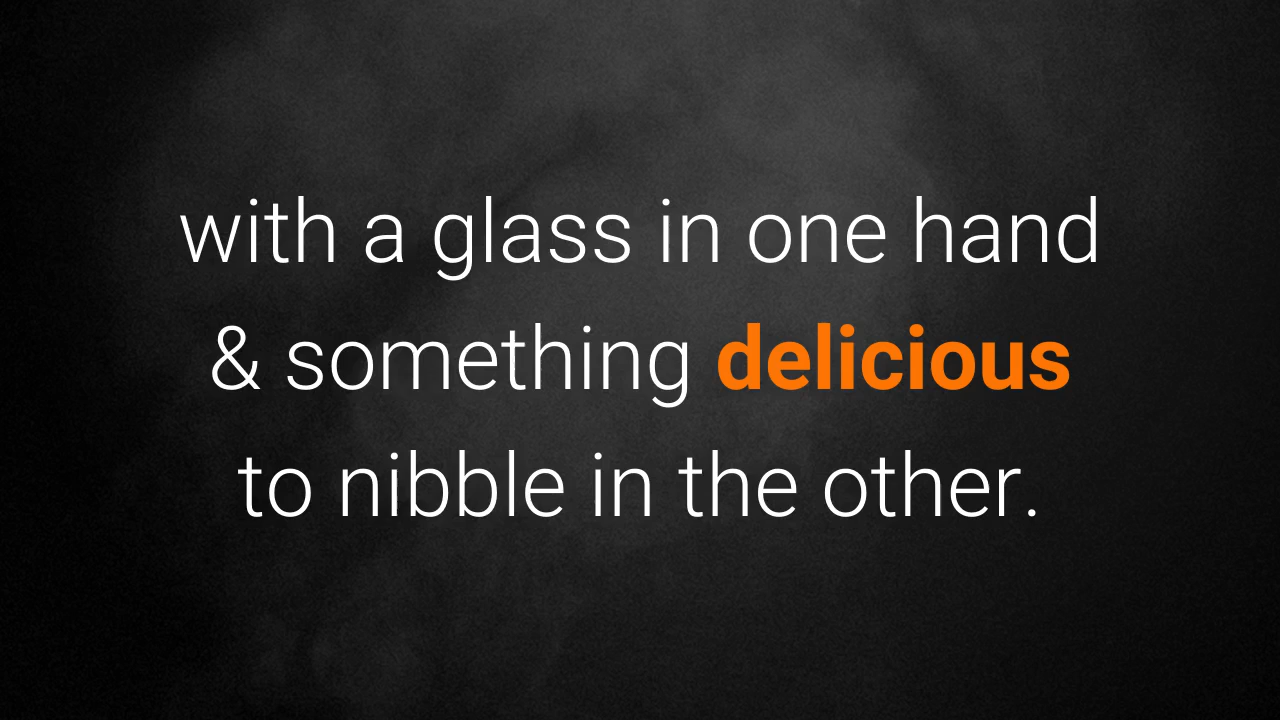 with a glass in one hand
& something delicious
to nibble in the other.